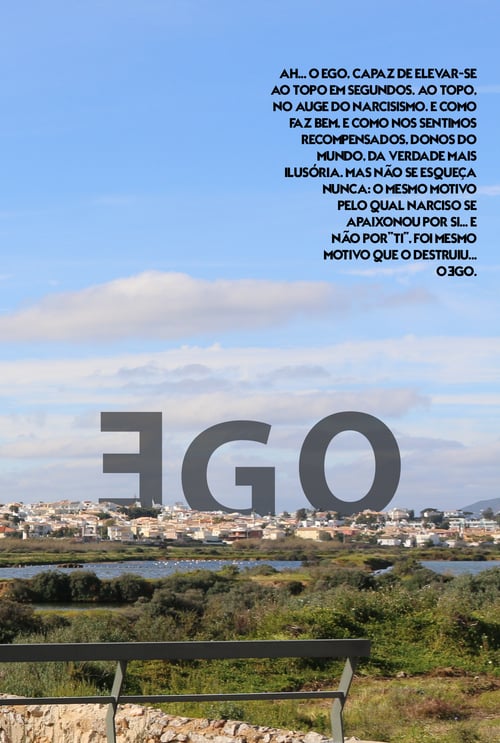 AH... O EGO. CAPAZ DE ELEVAR-SE
AO TOPO EM SEGUNDOS. AO TOPO,
NO AUGE DO NARCISISMO. E COMO
FAZ BEM, E COMO NOS SENTIMOS
RECOMPENSADOS, DONOS DO
MUNDO, DA VERDADE MAIS
ILUSÓRIA. MAS NÃO SE ESQUEÇA
NUNCA: O MESMO MOTIVO
PELO QUAL NARCISO SE
APAIXONOU POR SI... E
NÃO POR "TI", FOI MESMO
MOTIVO QUE O DESTRUIU...
O ƎGO.
ƎGO